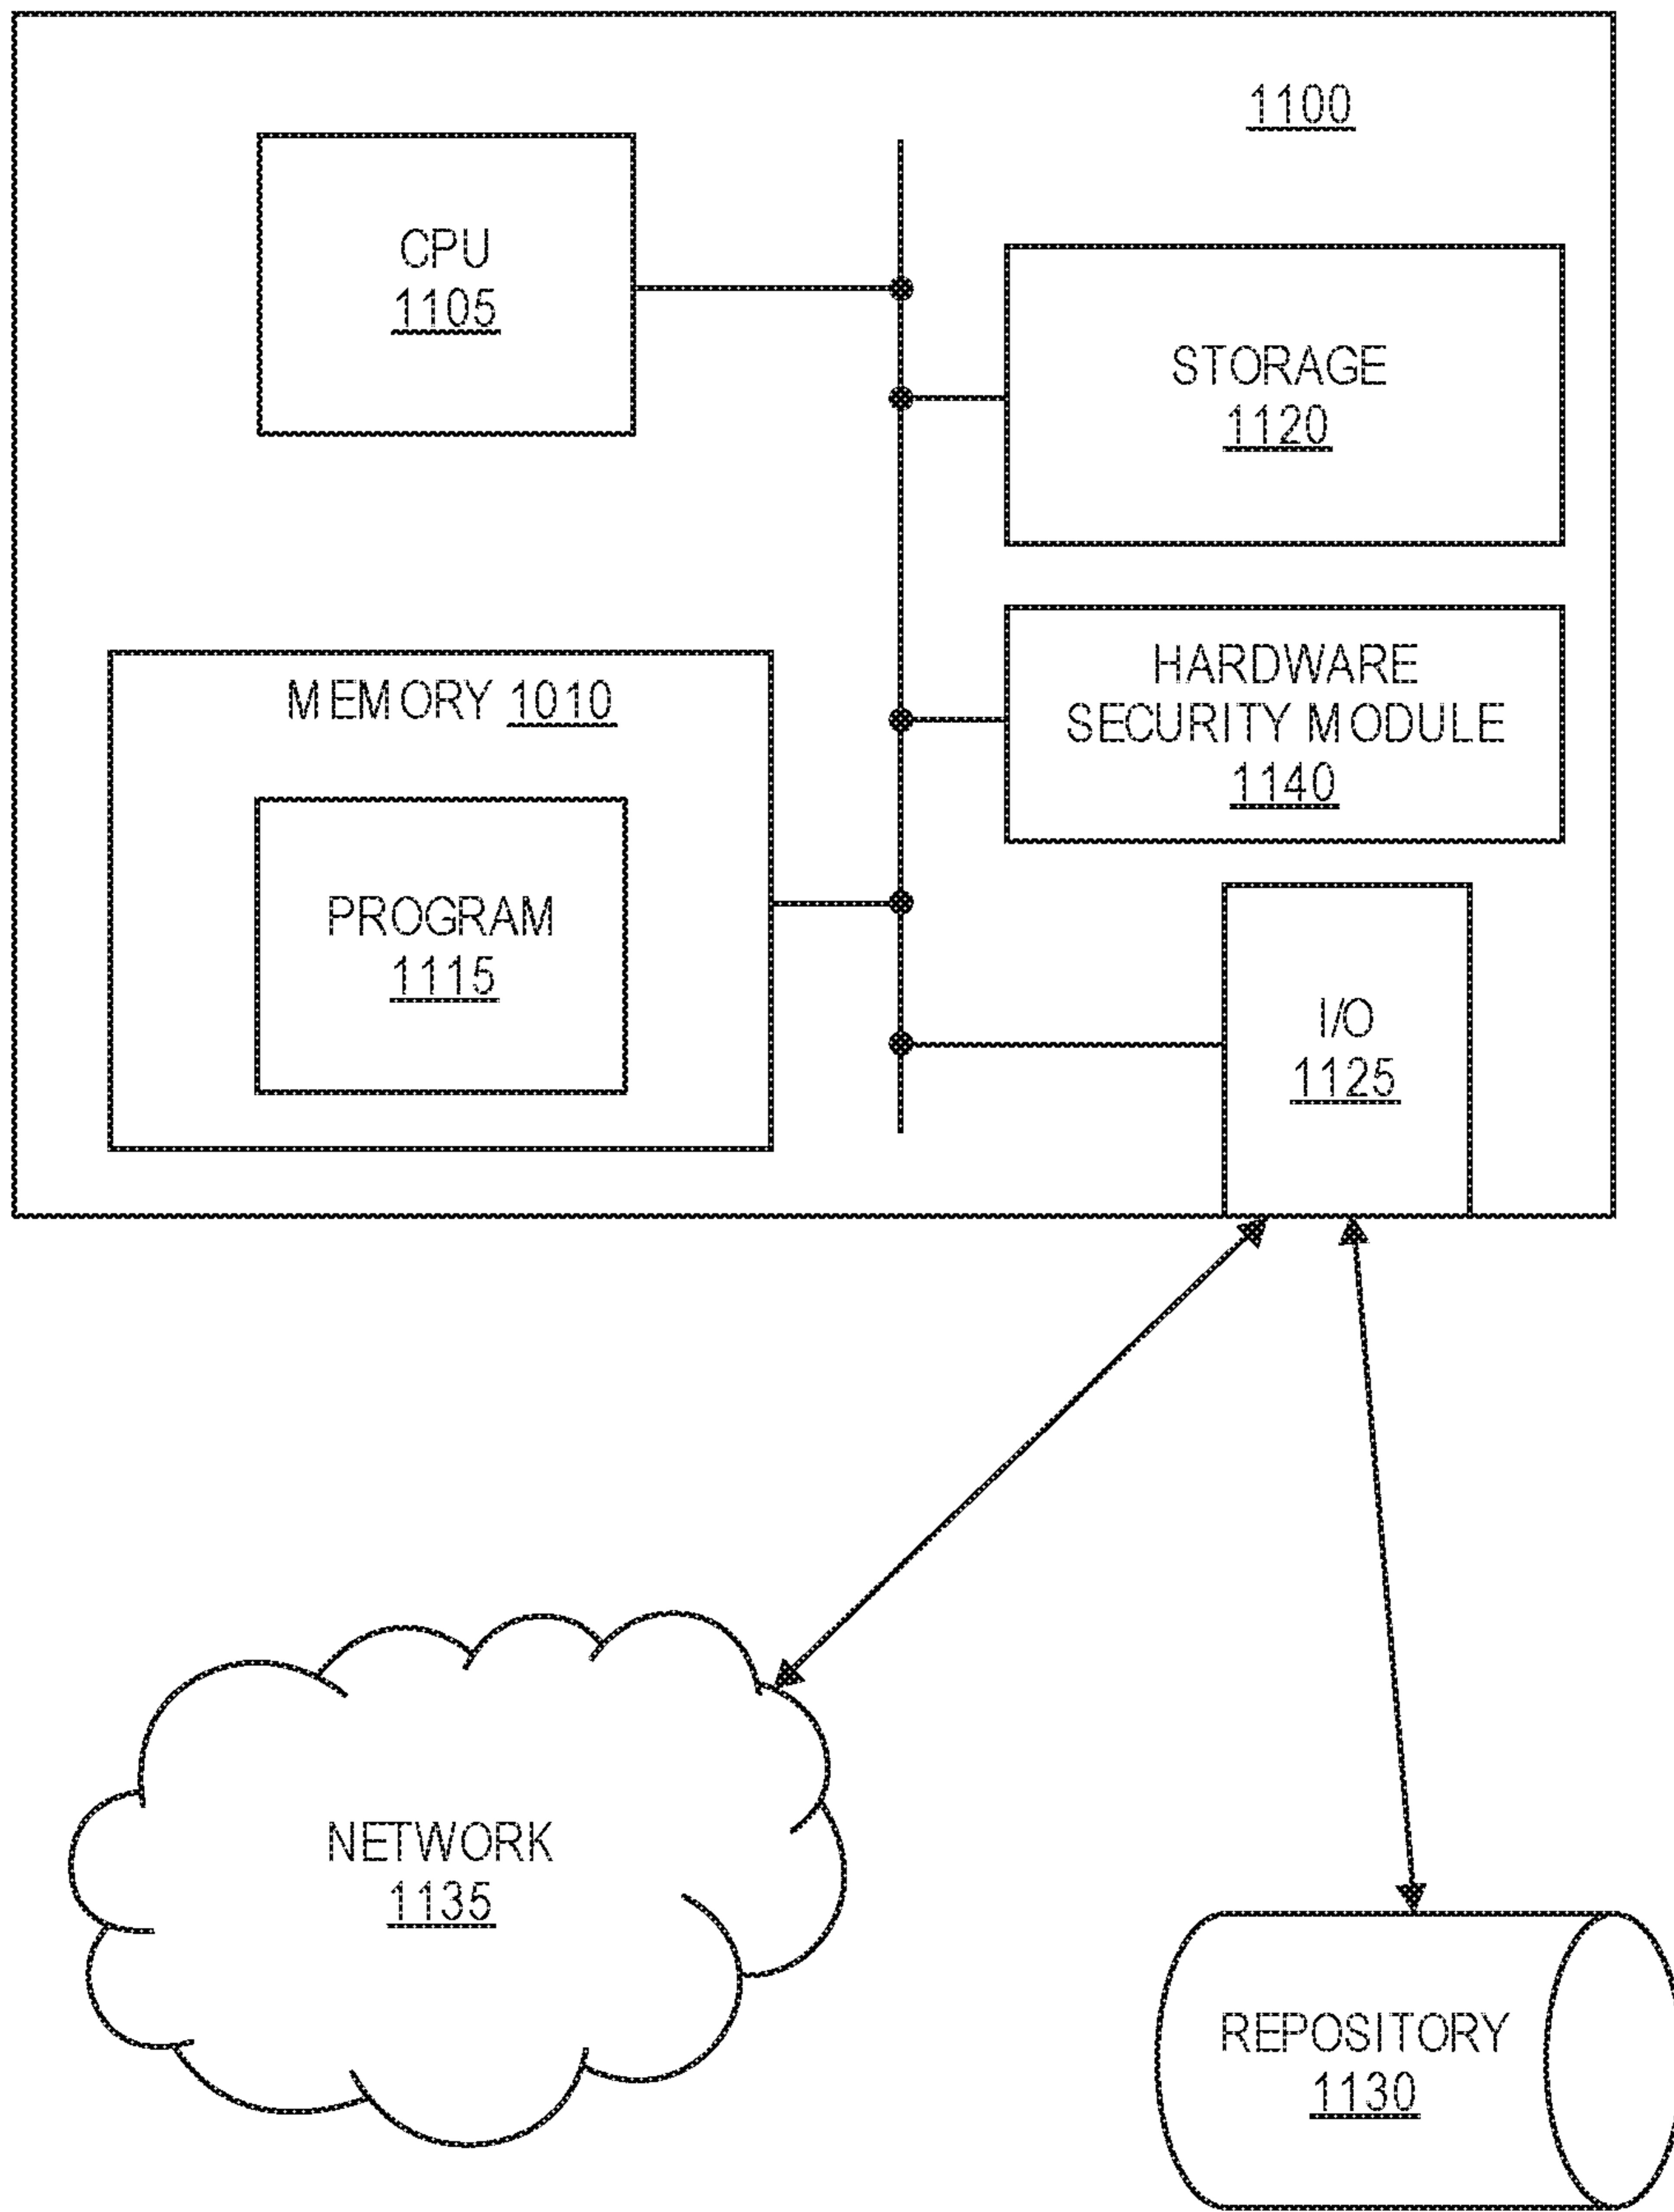 1100
CPU
1105
STORAGE
1120
HARDWARE
SECURITY MODULE
1140
MEMORY 1010
PROGRAM
1115
I/O
1125
NETWORK
1135
REPOSITORY
1130